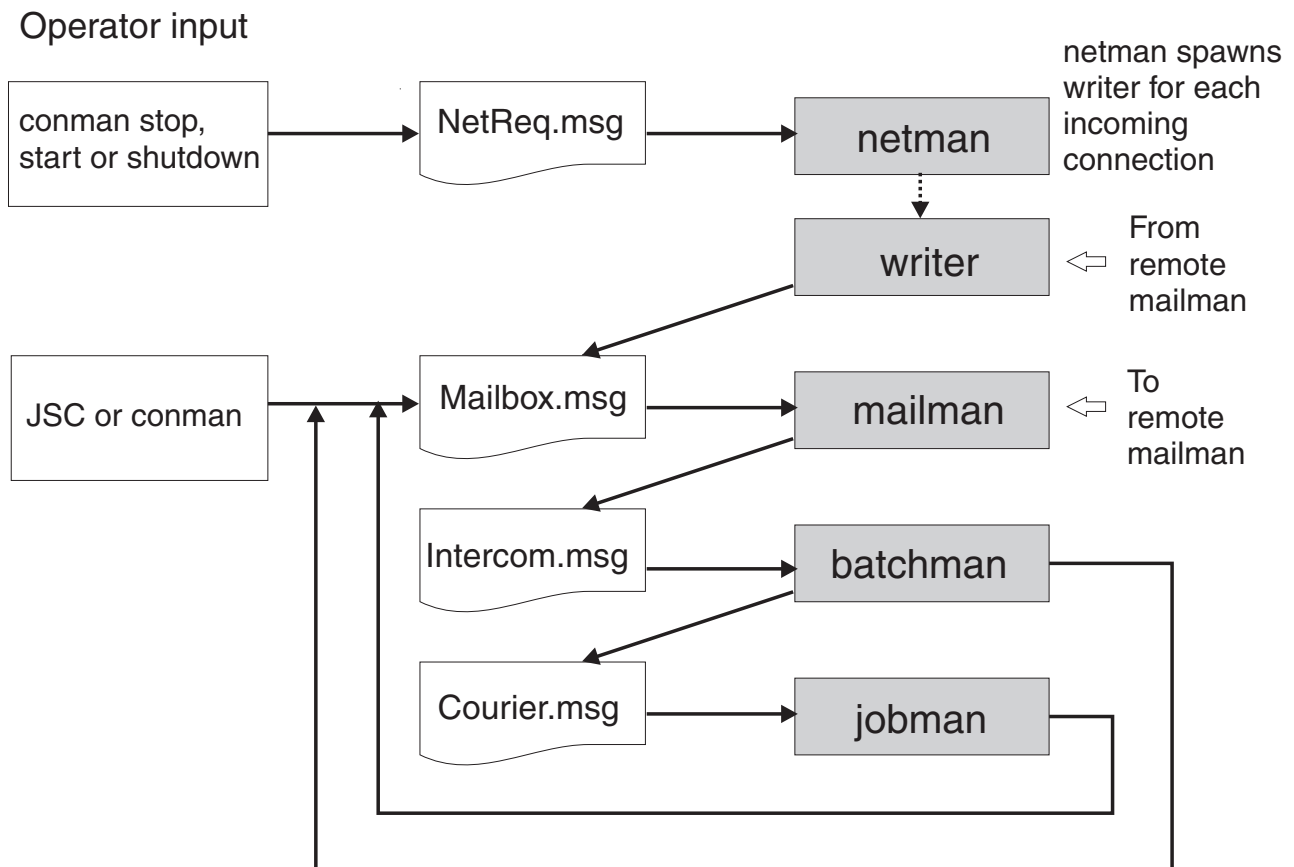 Operator input
conman stop,
start or shutdown
NetReq.msg
netman
netman spawns
writer for each
incoming
connection
writer
From
remote
mailman
JSC or conman
Mailbox.msg
mailman
To
remote
mailman
Intercom.msg
batchman
Courier.msg
jobman